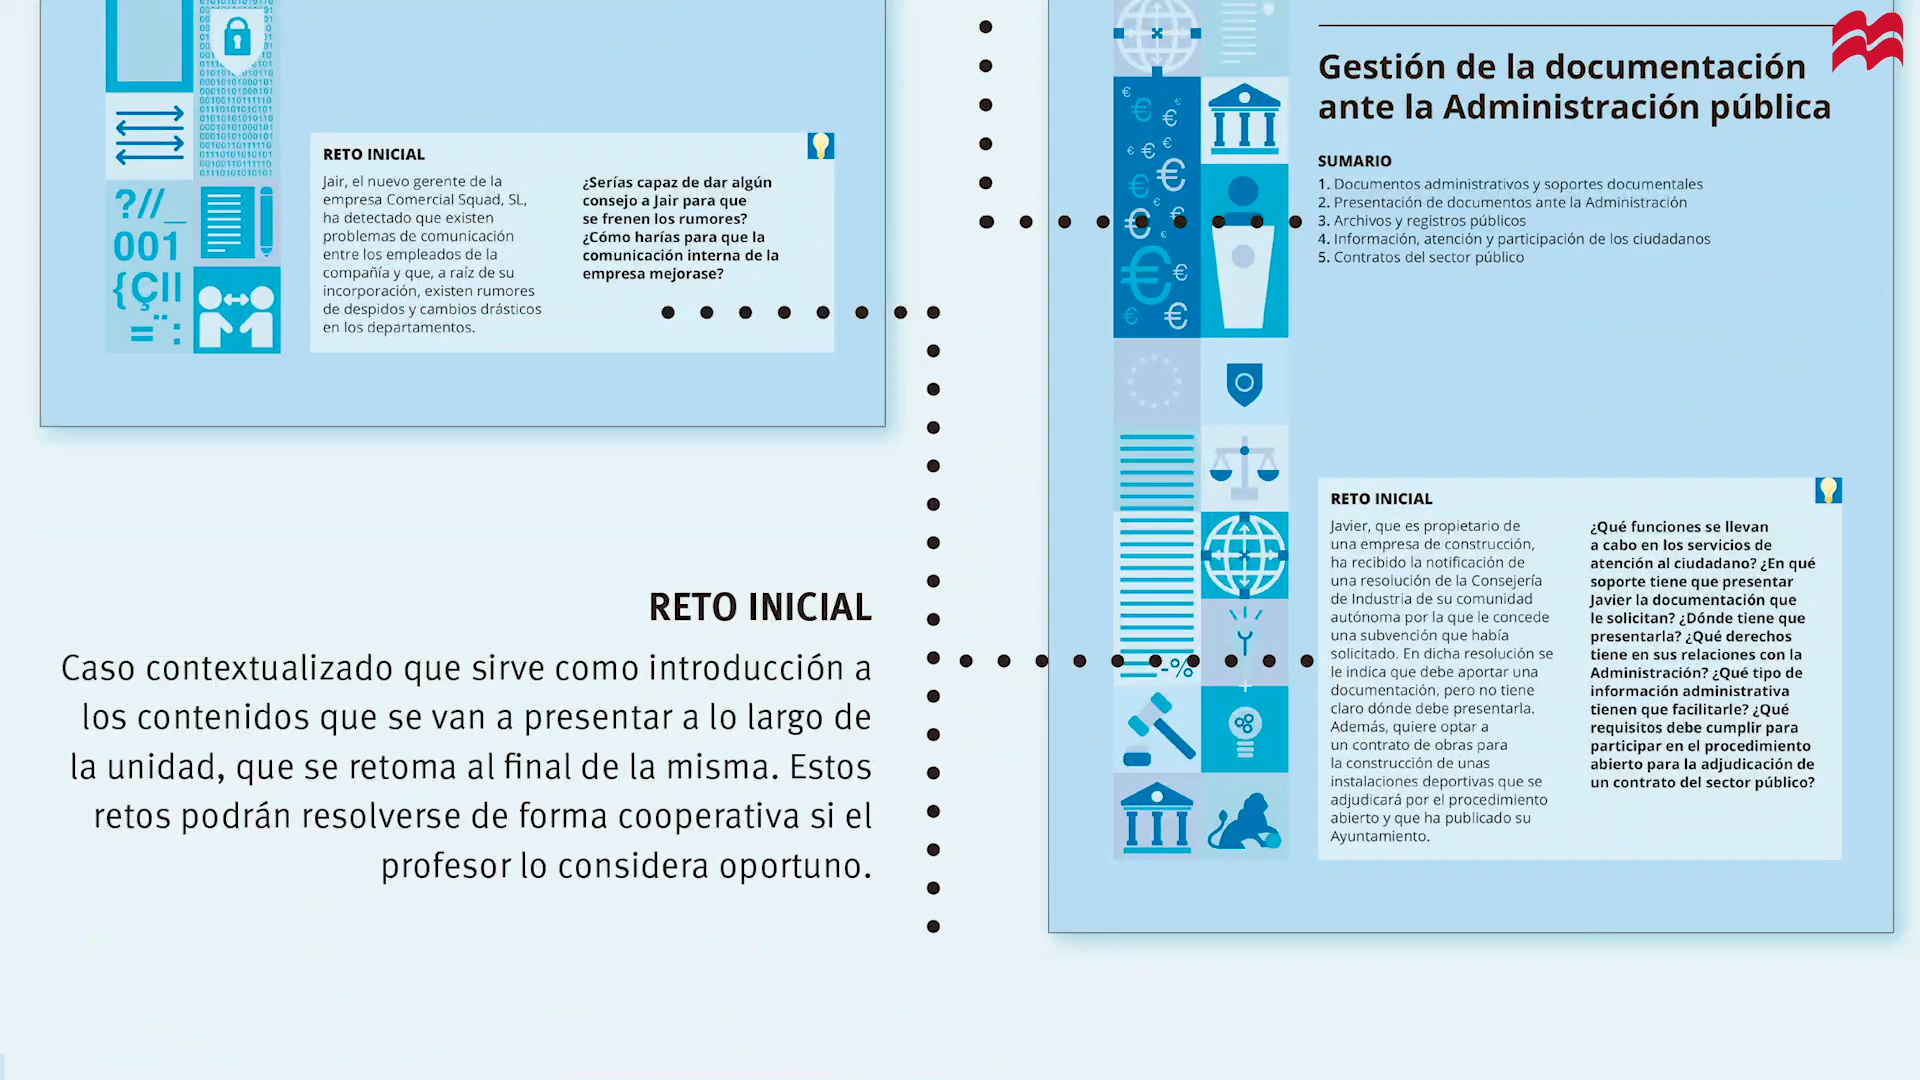 ?//_
001
{Ç||
=¨:
RETO INICIAL
Jair, el nuevo gerente de la
empresa Comercial Squad, SL,
ha detectado que existen
problemas de comunicación
entre los empleados de la
compañía y que, a raíz de su
incorporación, existen rumores
de despidos y cambios drásticos
en los departamentos.
¿Serías capaz de dar algún
consejo a Jair para que
se frenen los rumores?
¿Cómo harías para que la
comunicación interna de la
empresa mejorase?
RETO INICIAL
Caso contextualizado que sirve como introducción a
los contenidos que se van a presentar a lo largo de
la unidad, que se retoma al final de la misma. Estos
retos podrán resolverse de forma cooperativa si el
profesor lo considera oportuno.
Gestión de la documentación
ante la Administración pública
SUMARIO
1. Documentos administrativos y soportes documentales
2. Presentación de documentos ante la Administración
3. Archivos y registros públicos
4. Información, atención y participación de los ciudadanos
5. Contratos del sector público
-%
RETO INICIAL
Javier, que es propietario de
una empresa de construcción,
ha recibido la notificación de
una resolución de la Consejería
de Industria de su comunidad
autónoma por la que le concede
una subvención que había
solicitado. En dicha resolución se
le indica que debe aportar una
documentación, pero no tiene
claro dónde debe presentarla.
Además, quiere optar a
un contrato de obras para
la construcción de unas
instalaciones deportivas que se
adjudicará por el procedimiento
abierto y que ha publicado su
Ayuntamiento.
¿Qué funciones se llevan
a cabo en los servicios de
atención al ciudadano? ¿En qué
soporte tiene que presentar
Javier la documentación que
le solicitan? ¿Dónde tiene que
presentarla? ¿Qué derechos
tiene en sus relaciones con la
Administración? ¿Qué tipo de
información administrativa
tienen que facilitarle? ¿Qué
requisitos debe cumplir para
participar en el procedimiento
abierto para la adjudicación de
un contrato del sector público?